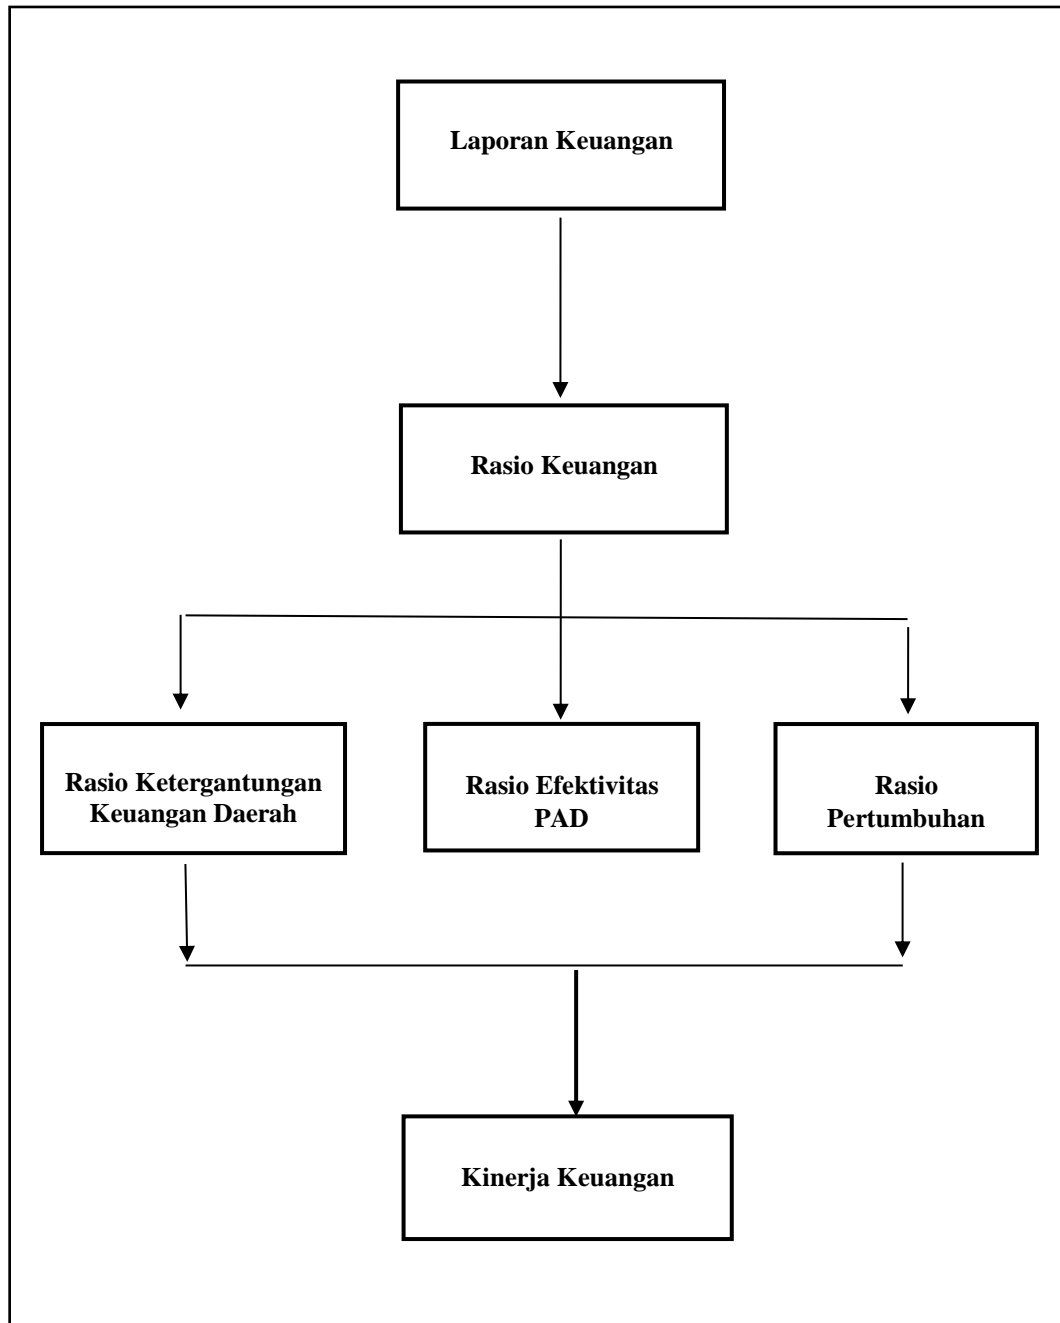 Laporan Keuangan
Rasio Keuangan
Rasio Ketergantungan
Keuangan Daerah
Rasio Efektivitas
PAD
Rasio
Pertumbuhan
Kinerja Keuangan